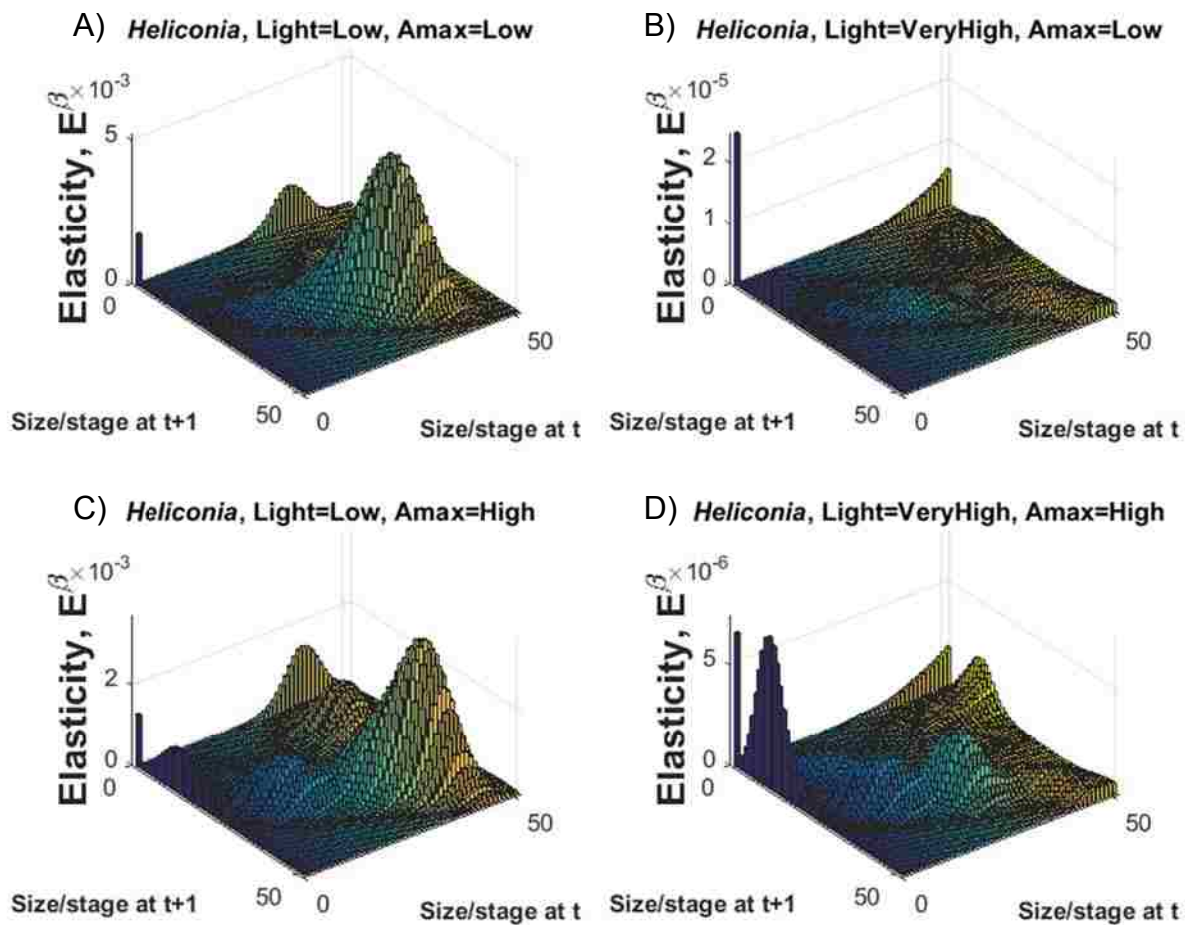 A) Heliconia, Light=Low, Amax=Low
×10-3
Elasticity, Eβ
5
0
0
50
Size/stage at t+1
50
0
Size/stage at t
B) Heliconia, Light=VeryHigh, Amax=Low
×10-5
Elasticity, Eβ
2
1
0
0
50
Size/stage at t+1
50
0
Size/stage at t
C) Heliconia, Light=Low, Amax=High
×10-3
Elasticity, Eβ
2
0
0
50
Size/stage at t+1
50
0
Size/stage at t
D) Heliconia, Light=VeryHigh, Amax=High
×10-6
Elasticity, Eβ
5
0
0
50
Size/stage at t+1
50
0
Size/stage at t